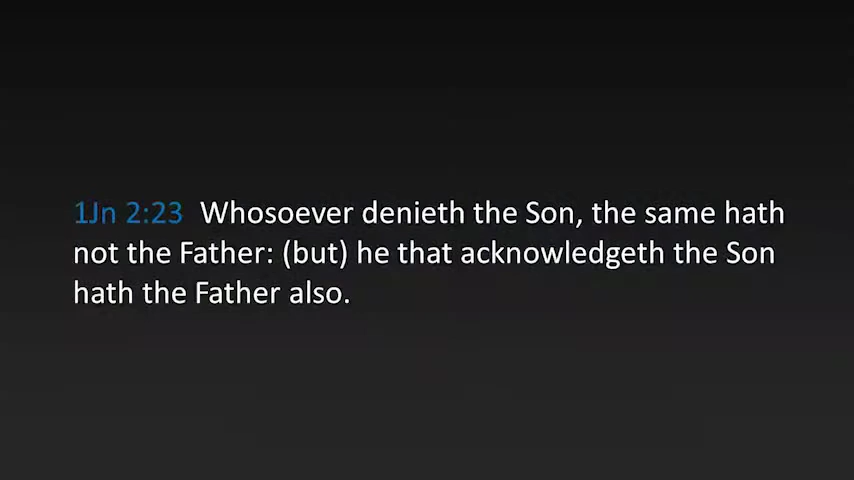 1Jn 2:23 Whosoever denieth the Son, the same hath
not the Father: (but) he that acknowledgeth the Son
hath the Father also.